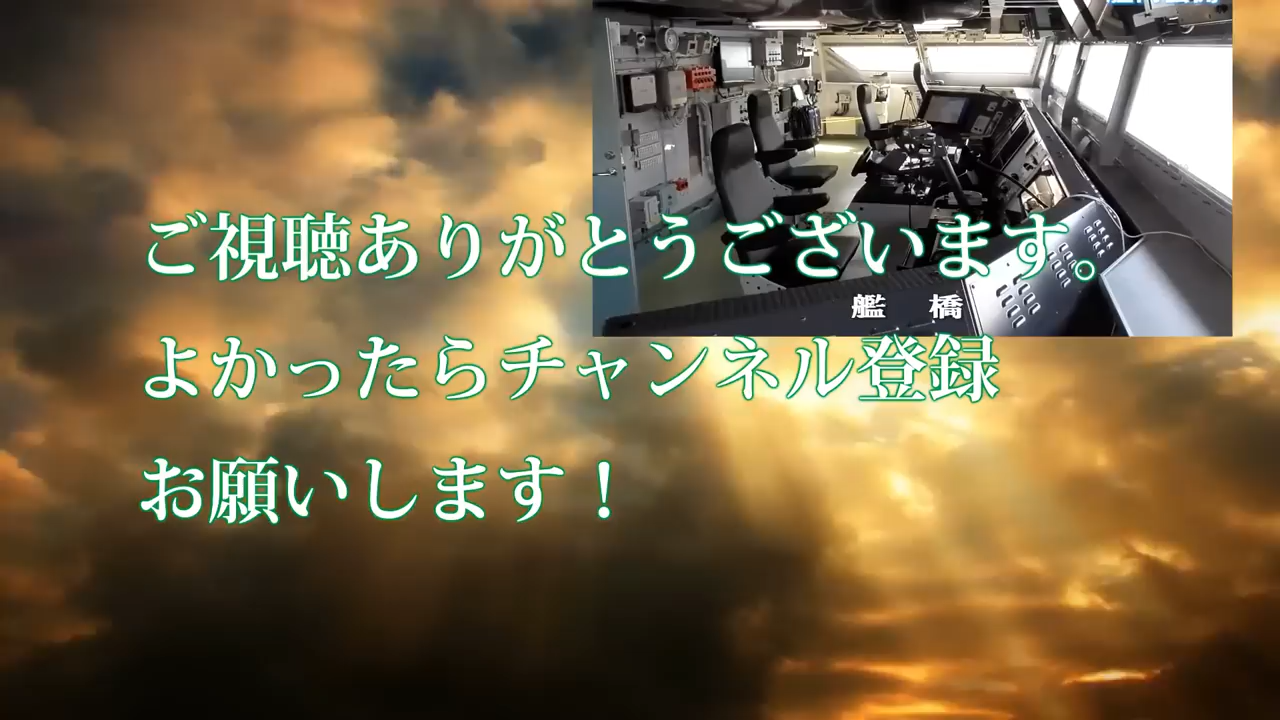 ご視聴ありがとうございます。
艦　橋
よかったらチャンネル登録
お願いします！